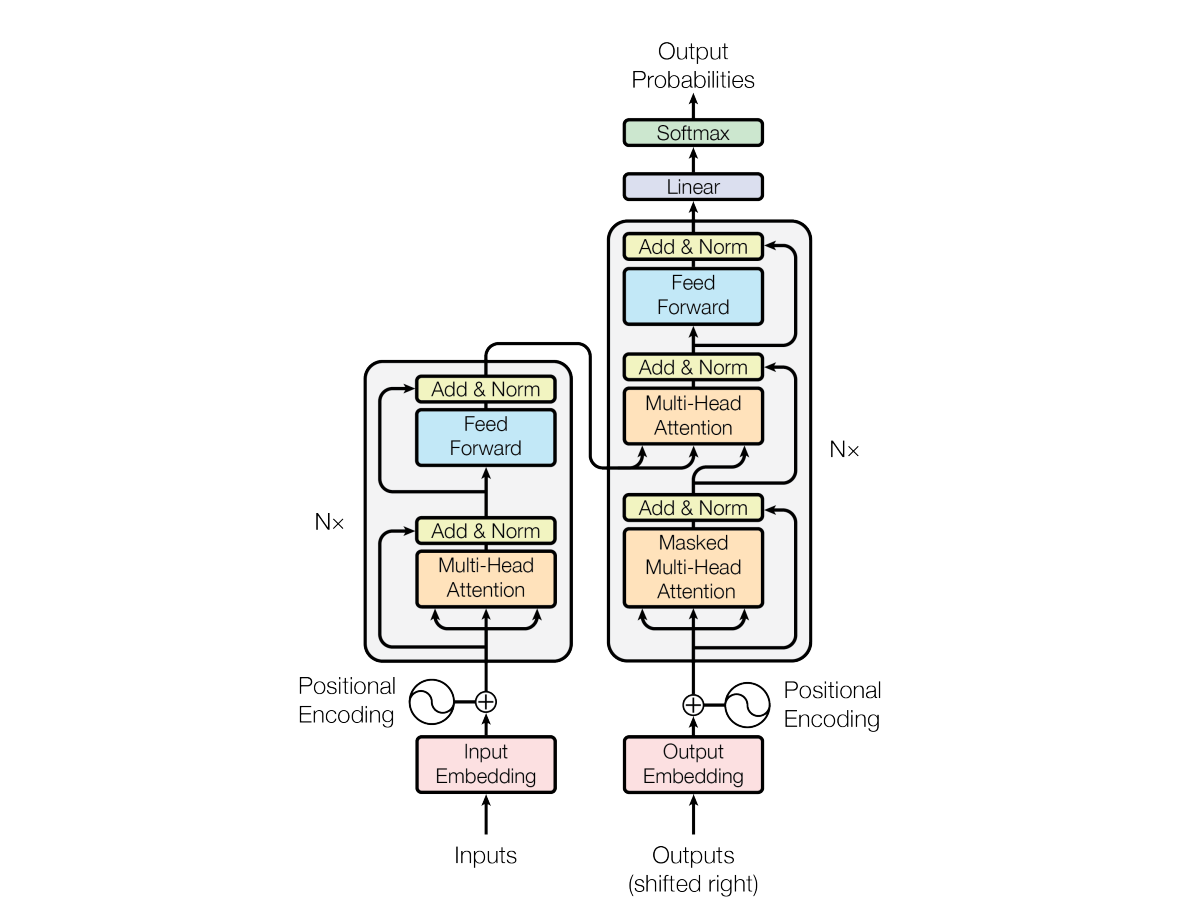 Output
Probabilities
Softmax
Linear
Add & Norm
Feed
Forward
Add & Norm
Multi-Head
Attention
N×
Add & Norm
Masked
Multi-Head
Attention
Add & Norm
Feed
Forward
Nx
Add & Norm
Multi-Head
Attention
Positional
Encoding
Positional
Encoding
Input
Embedding
Output
Embedding
Inputs
Outputs
(shifted right)